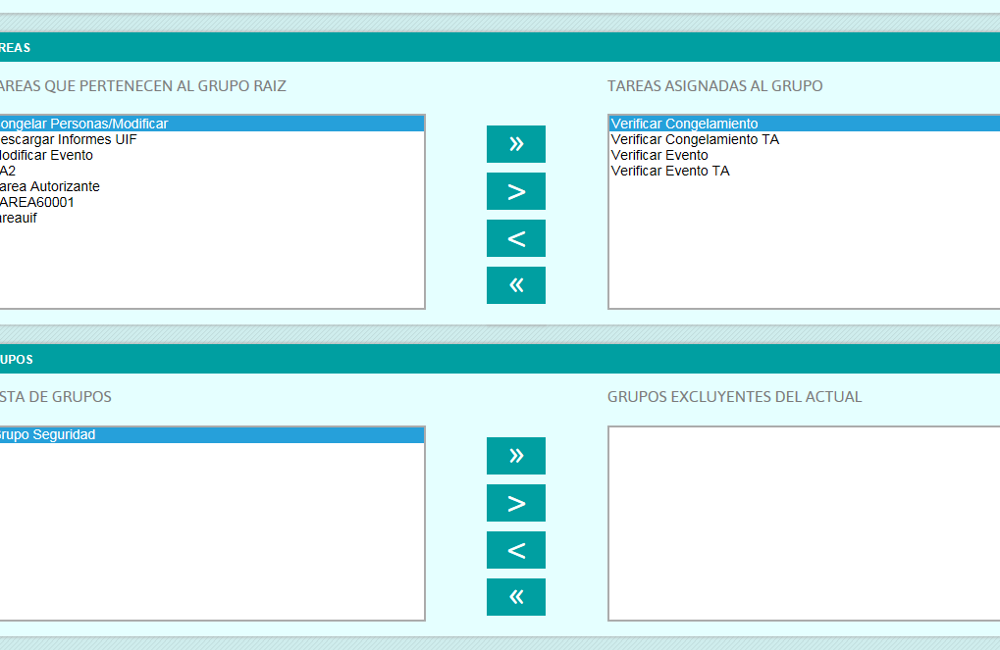 REAS
AREAS QUE PERTENECEN AL GRUPO RAIZ
ongelar Personas/Modificar
escargar Informes UIF
Modificar Evento
A2
area Autorizante
AREA60001
areauif
»
>
<
«
TAREAS ASIGNADAS AL GRUPO
Verificar Congelamiento
Verificar Congelamiento TA
Verificar Evento
Verificar Evento TA
UPOS
STA DE GRUPOS
Grupo Seguridad
»
>
<
«
GRUPOS EXCLUYENTES DEL ACTUAL